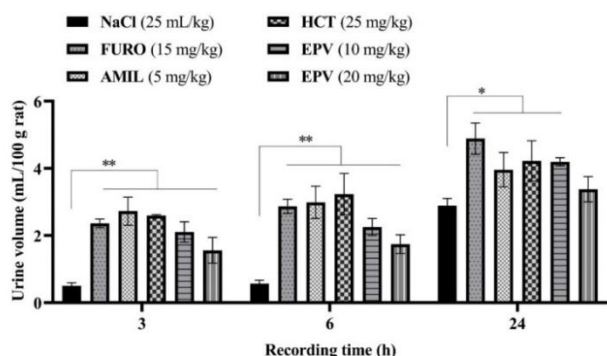 NaCl (25 mL/kg) HCT (25 mg/kg)
FURO (15 mg/kg) EPV (10 mg/kg)
AMIL (5 mg/kg) EPV (20 mg/kg)
Urine volume (mL/100 g rat)
6
4
2
0
**
**
*
3 6 24
Recording time (h)